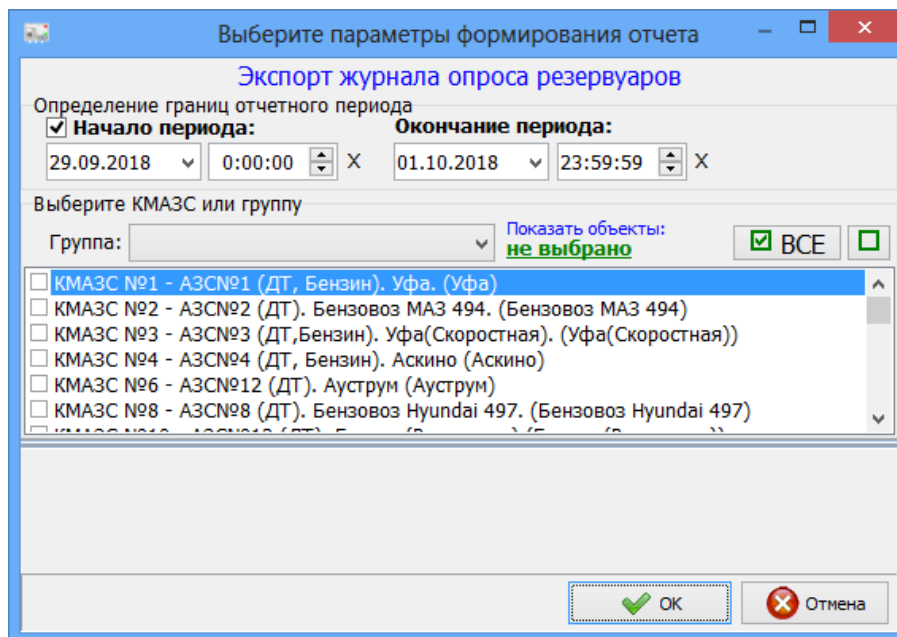 Выберите параметры формирования отчета
Экспорт журнала опроса резервуаров
Определение границ отчетного периода
Начало периода: Окончание периода:
29.09.2018 0:00:00 X 01.10.2018 23:59:59 X
Выберите КМАЗС или группу
Группа: Показать объекты: не выбрано ВСЕ
КМАЗС №1 - АЗС№1 (ДТ, Бензин). Уфа. (Уфа)
КМАЗС №2 - АЗС№2 (ДТ). Бензовоз МАЗ 494. (Бензовоз МАЗ 494)
КМАЗС №3 - АЗС№3 (ДТ,Бензин). Уфа(Скоростная). (Уфа(Скоростная))
КМАЗС №4 - АЗС№4 (ДТ, Бензин). Аскино (Аскино)
КМАЗС №6 - АЗС№12 (ДТ). Ауструм (Ауструм)
КМАЗС №8 - АЗС№8 (ДТ). Бензовоз Hyundai 497. (Бензовоз Hyundai 497)
OK Отмена